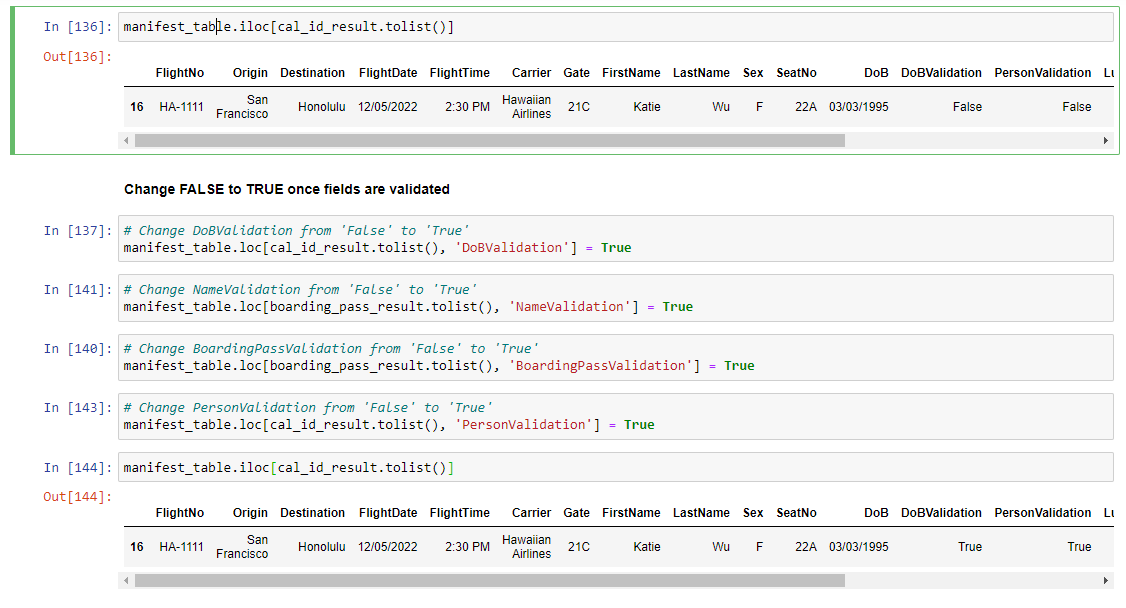 In [136]: manifest_table.iloc[cal_id_result.tolist()]
Out[136]:
FlightNo Origin Destination FlightDate FlightTime Carrier Gate FirstName LastName Sex SeatNo DoB DoBValidation PersonValidation Lu
16 HA-1111 San Francisco Honolulu 12/05/2022 2:30 PM Hawaiian Airlines 21C Katie Wu F 22A 03/03/1995 False False
Change FALSE to TRUE once fields are validated
In [137]: # Change DoBValidation from 'False' to 'True'
manifest_table.loc[cal_id_result.tolist(), 'DoBValidation'] = True
In [141]: # Change NameValidation from 'False' to 'True'
manifest_table.loc[boarding_pass_result.tolist(), 'NameValidation'] = True
In [140]: # Change BoardingPassValidation from 'False' to 'True'
manifest_table.loc[boarding_pass_result.tolist(), 'BoardingPassValidation'] = True
In [143]: # Change PersonValidation from 'False' to 'True'
manifest_table.loc[cal_id_result.tolist(), 'PersonValidation'] = True
In [144]: manifest_table.iloc[cal_id_result.tolist()]
Out[144]:
FlightNo Origin Destination FlightDate FlightTime Carrier Gate FirstName LastName Sex SeatNo DoB DoBValidation PersonValidation Lu
16 HA-1111 San Francisco Honolulu 12/05/2022 2:30 PM Hawaiian Airlines 21C Katie Wu F 22A 03/03/1995 True True